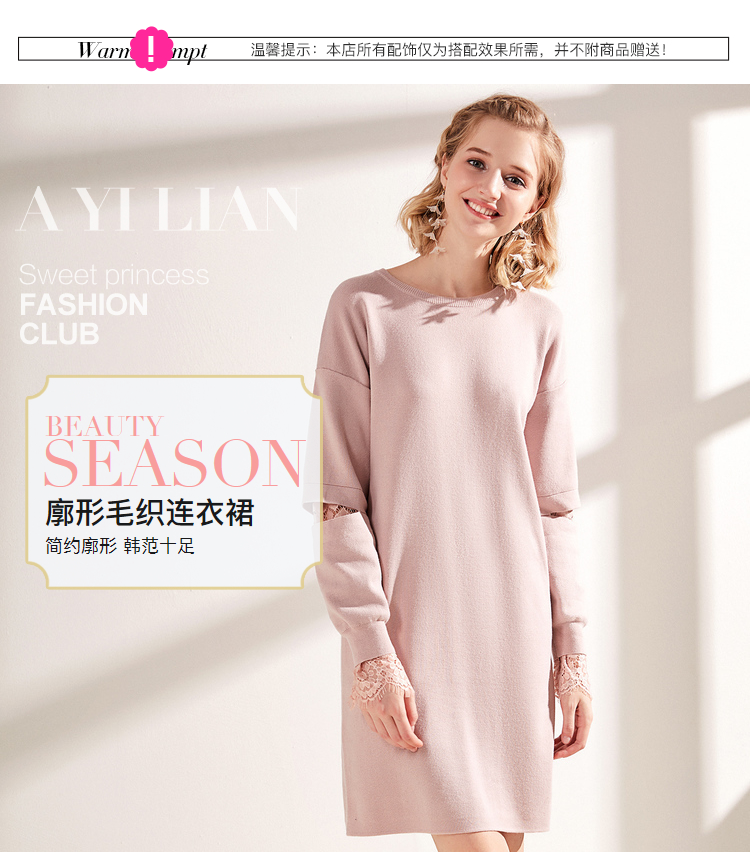 Warm
mpt
温馨提示：本店所有配饰仅为搭配效果所需，并不附商品赠送！
A YI LIAN
Sweet princess
FASHION
CLUB
BEAUTY
SEASON
廓形毛织连衣裙
简约廓形 韩范十足